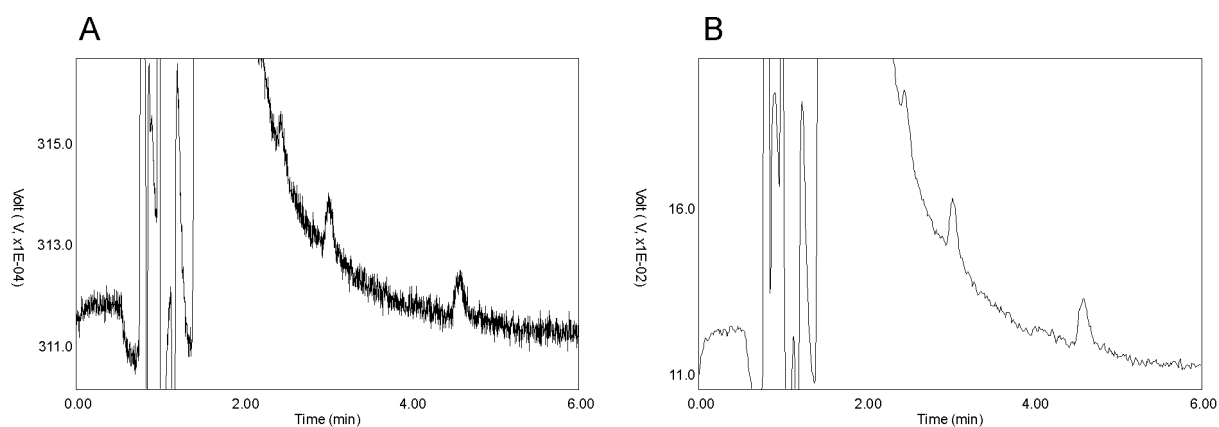 A
B
315.0
313.0
311.0
Volt ( V, x1E-04)
0.00 2.00 4.00 6.00
Time (min)
16.0
11.0
Volt ( V, x1E-02)
0.00 2.00 4.00 6.00
Time (min)